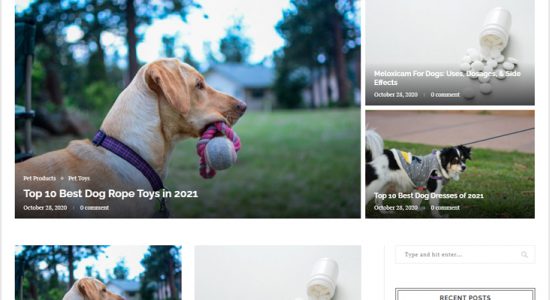 Meloxicam For Dogs: Uses, Dosages, & Side
Effects
October 28, 2020 0 comment
Pet Products Pet Toys
Top 10 Best Dog Rope Toys in 2021
October 28, 2020 0 comment
Top 10 Best Dog Dresses of 2021
October 28, 2020 0 comment
Type and hit enter...
RECENT POSTS